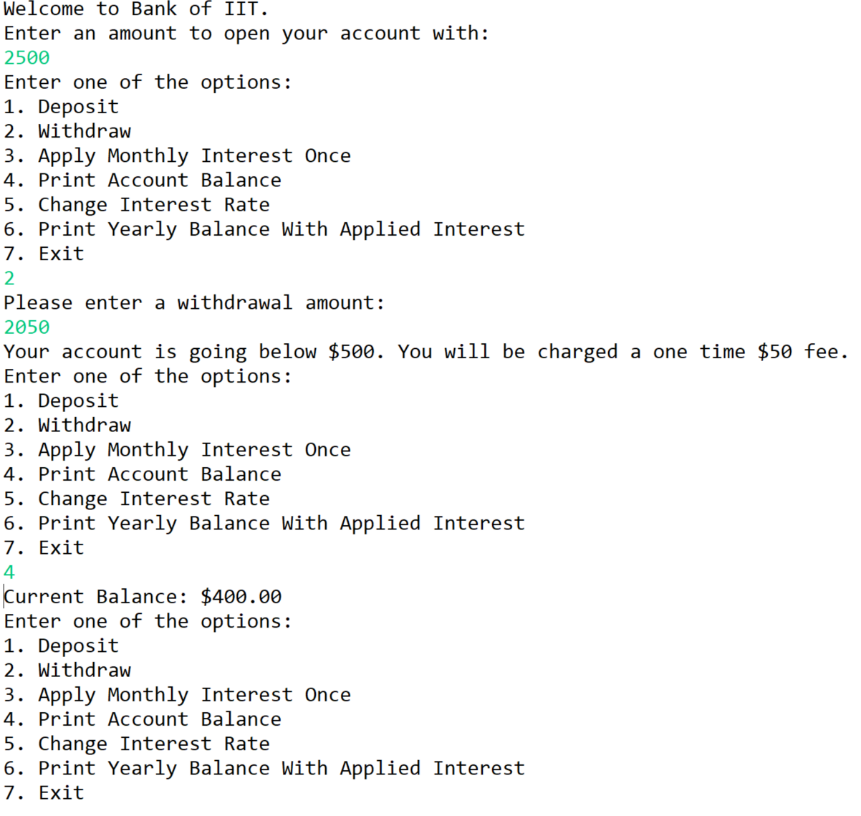 Welcome to Bank of IIT.
Enter an amount to open your account with:
2500
Enter one of the options:
1. Deposit
2. Withdraw
3. Apply Monthly Interest Once
4. Print Account Balance
5. Change Interest Rate
6. Print Yearly Balance With Applied Interest
7. Exit
2
Please enter a withdrawal amount:
2050
Your account is going below $500. You will be charged a one time $50 fee.
Enter one of the options:
1. Deposit
2. Withdraw
3. Apply Monthly Interest Once
4. Print Account Balance
5. Change Interest Rate
6. Print Yearly Balance With Applied Interest
7. Exit
4
Current Balance: $400.00
Enter one of the options:
1. Deposit
2. Withdraw
3. Apply Monthly Interest Once
4. Print Account Balance
5. Change Interest Rate
6. Print Yearly Balance With Applied Interest
7. Exit